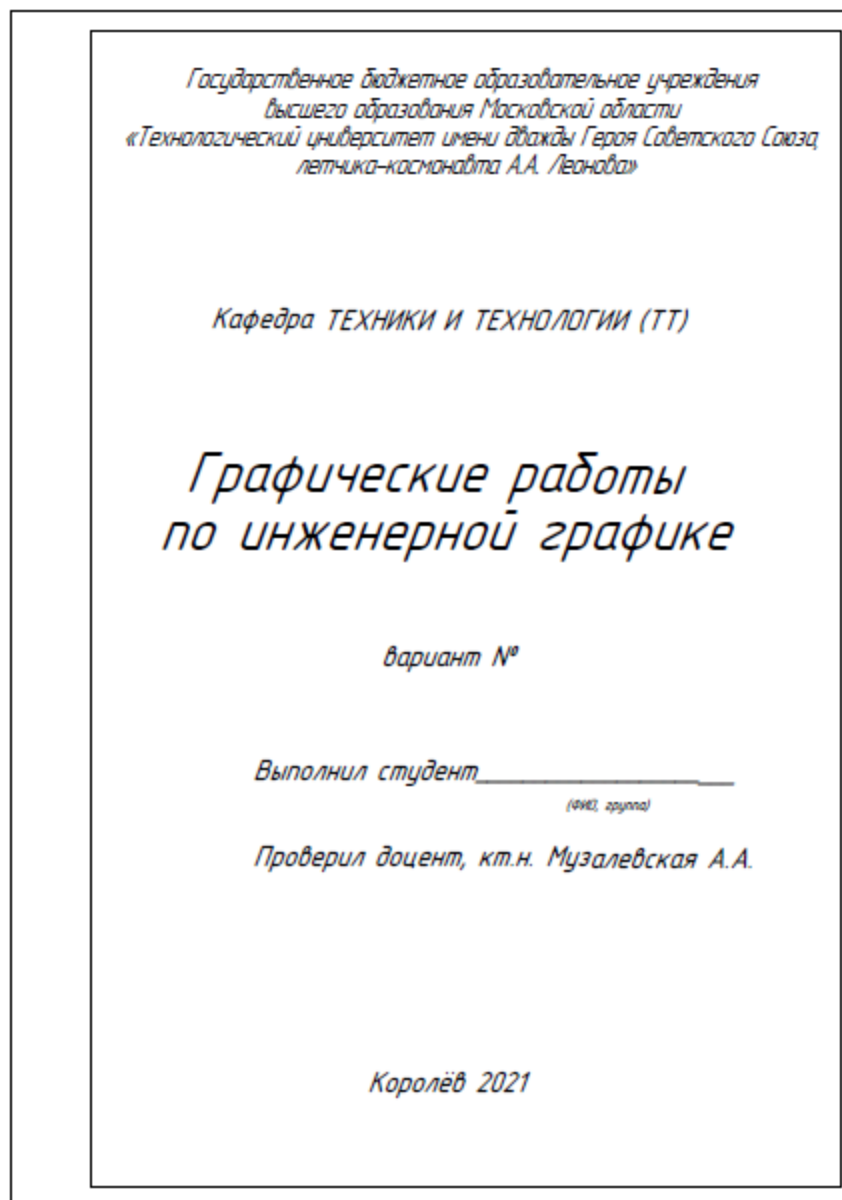 Государственное бюджетное образовательное учреждения
высшего образования Московской области
«Технологический университет имени дважды Героя Советского Союза,
летчика-космонавта А.А. Леонова»
Кафедра ТЕХНИКИ И ТЕХНОЛОГИИ (ТТ)
Графические работы
по инженерной графике
вариант №
Выполнил студент____________________
(ФИО, группа)
Проверил доцент, кт.н. Музалевская А.А.
Королёв 2021